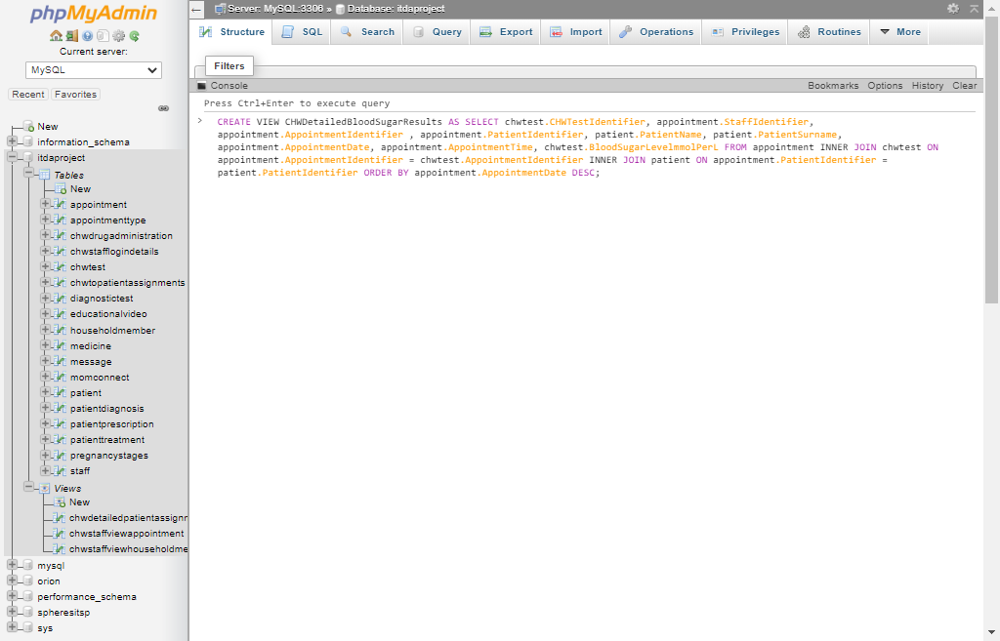 phpMyAdmin
Current server:
MySQL
Recent Favorites
New
information_schema
itdaproject
Tables
New
appointment
appointmenttype
chwdrugadministration
chwstafflogindetails
chwtest
chwtopatientassignments
diagnostictest
educationalvideo
householdmember
medicine
message
momconnect
patient
patientdiagnosis
patientprescription
patienttreatment
pregnancystages
staff
Views
New
chwdetailedpatientassignr
chwstaffviewappointment
chwstaffviewhouseholdme
mysql
orion
performance_schema
spheresitsp
sys
Server: MySQL:3306 » Database: itdaproject
Structure SQL Search Query Export Import Operations Privileges Routines More
Filters
Console Bookmarks Options History Clear
Press Ctrl+Enter to execute query
> CREATE VIEW CHWDetailedBloodSugarResults AS SELECT chwtest.CHWTestIdentifier, appointment.StaffIdentifier,
appointment.AppointmentIdentifier , appointment.PatientIdentifier, patient.PatientName, patient.PatientSurname,
appointment.AppointmentDate, appointment.AppointmentTime, chwtest.BloodSugarLevelmmolPerL FROM appointment INNER JOIN chwtest ON
appointment.AppointmentIdentifier = chwtest.AppointmentIdentifier INNER JOIN patient ON appointment.PatientIdentifier =
patient.PatientIdentifier ORDER BY appointment.AppointmentDate DESC;